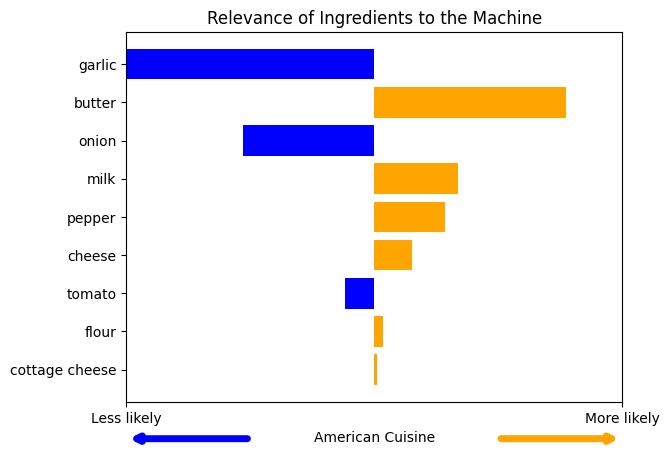 Relevance of Ingredients to the Machine
garlic
butter
onion
milk
pepper
cheese
tomato
flour
cottage cheese
Less likely
More likely
American Cuisine